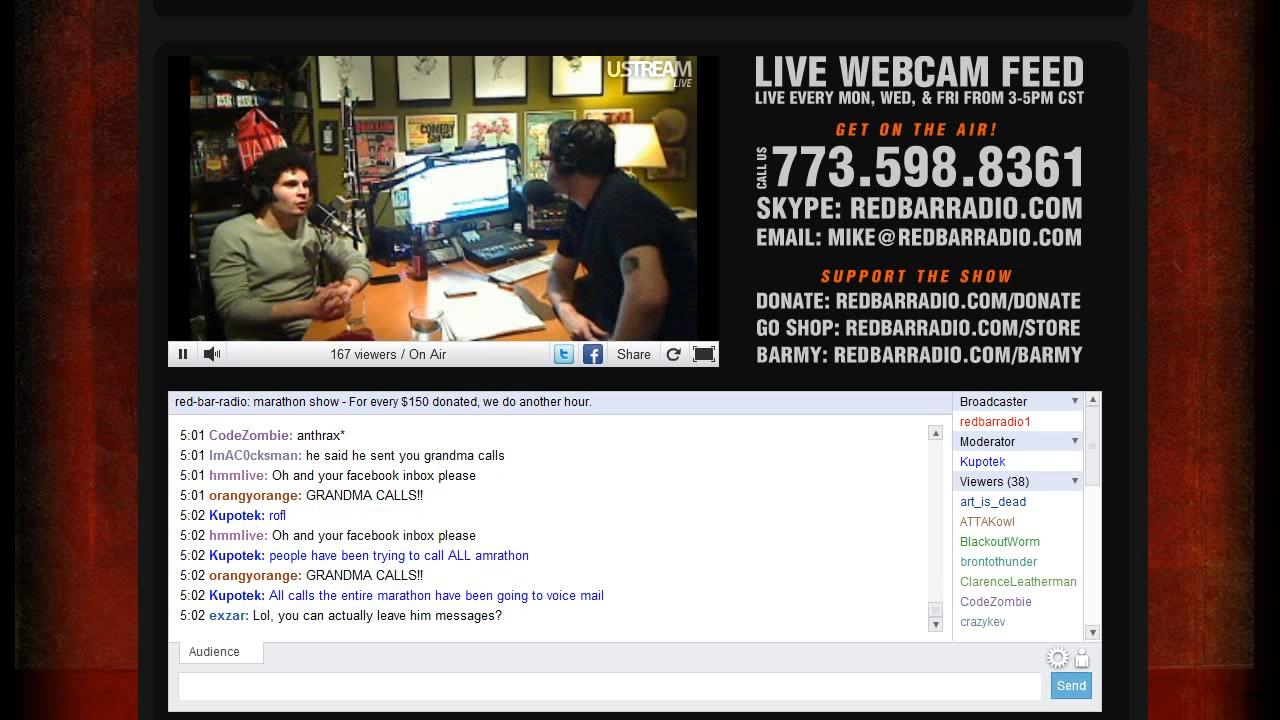 USTREAM
LIVE
HAITI
COMEDY
167 viewers / On Air
Share
LIVE WEBCAM FEED
LIVE EVERY MON, WED, & FRI FROM 3-5PM CST
GET ON THE AIR!
CALL US
773.598.8361
SKYPE: REDBARRADIO.COM
EMAIL: MIKE@REDBARRADIO.COM
SUPPORT THE SHOW
DONATE: REDBARRADIO.COM/DONATE
GO SHOP: REDBARRADIO.COM/STORE
BARMY: REDBARRADIO.COM/BARMY
red-bar-radio: marathon show - For every $150 donated, we do another hour.
5:01 CodeZombie: anthrax*
5:01 ImAC0cksman: he said he sent you grandma calls
5:01 hmmlive: Oh and your facebook inbox please
5:01 orangyorange: GRANDMA CALLS!!
5:02 Kupotek: rofl
5:02 hmmlive: Oh and your facebook inbox please
5:02 Kupotek: people have been trying to call ALL amrathon
5:02 orangyorange: GRANDMA CALLS!!
5:02 Kupotek: All calls the entire marathon have been going to voice mail
5:02 exzar: Lol, you can actually leave him messages?
Broadcaster
redbarradio1
Moderator
Kupotek
Viewers (38)
art_is_dead
ATTAKowl
BlackoutWorm
brontothunder
ClarenceLeatherman
CodeZombie
crazykev
Audience
Send